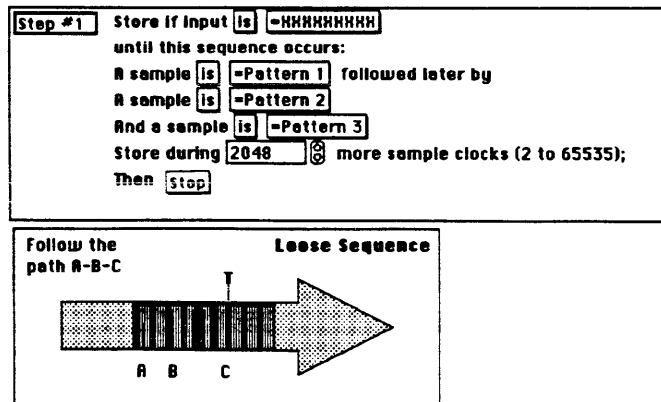 Step #1 Store if input is =XXXXXXXXX
until this sequence occurs:
A sample is =Pattern 1 followed later by
A sample is =Pattern 2
And a sample is =Pattern 3
Store during 2048 more sample clocks (2 to 65535);
Then Stop
Follow the Loose Sequence
path A-B-C
T
A B C